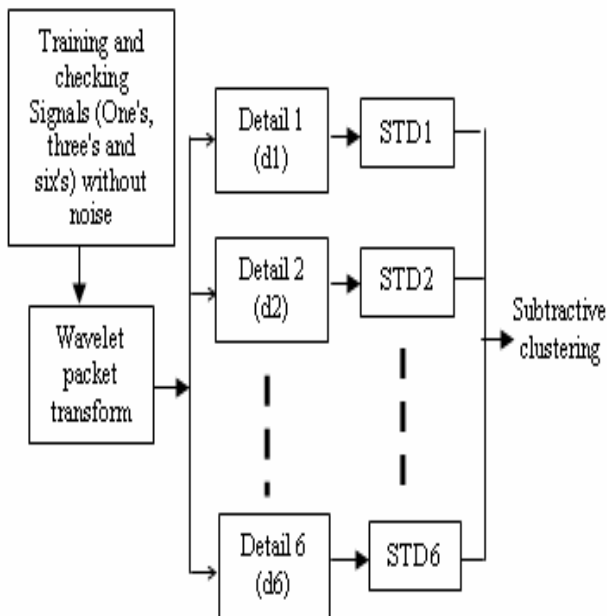 Training and
checking
Signals (One's,
three's and
six's) without
noise
Wavelet
packet
transform
Detail 1
(d1)
STD1
Detail 2
(d2)
STD2
Detail 6
(d6)
STD6
Subtractive
clustering